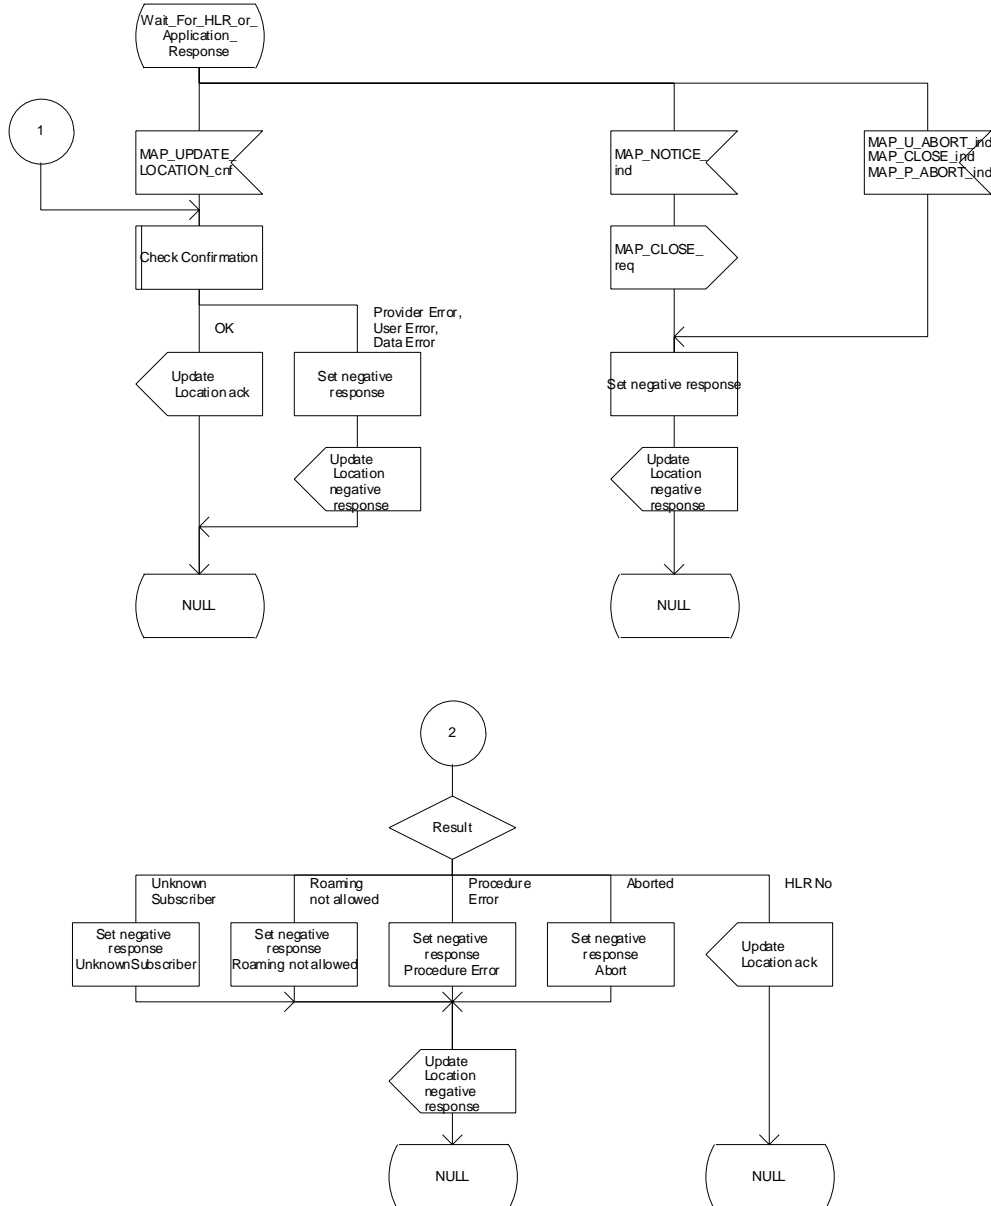 Wait_For_HLR_or_
Application_
Response
1
MAP_UPDATE_
LOCATION_cnf
MAP_NOTICE_
ind
MAP_U_ABORT_ind
MAP_CLOSE_ind
MAP_P_ABORT_ind
Check Confirmation
MAP_CLOSE_
req
OK
Provider Error,
User Error,
Data Error
Update
Location ack
Set negative
response
Set negative response
Update
Location
negative
response
Update
Location
negative
response
NULL
NULL
2
Result
Unknown
Subscriber
Roaming
not allowed
Procedure
Error
Aborted
HLR No
Set negative
response
UnknownSubscriber
Set negative
response
Roaming not allowed
Set negative
response
Procedure Error
Set negative
response
Abort
Update
Location ack
Update
Location
negative
response
NULL
NULL